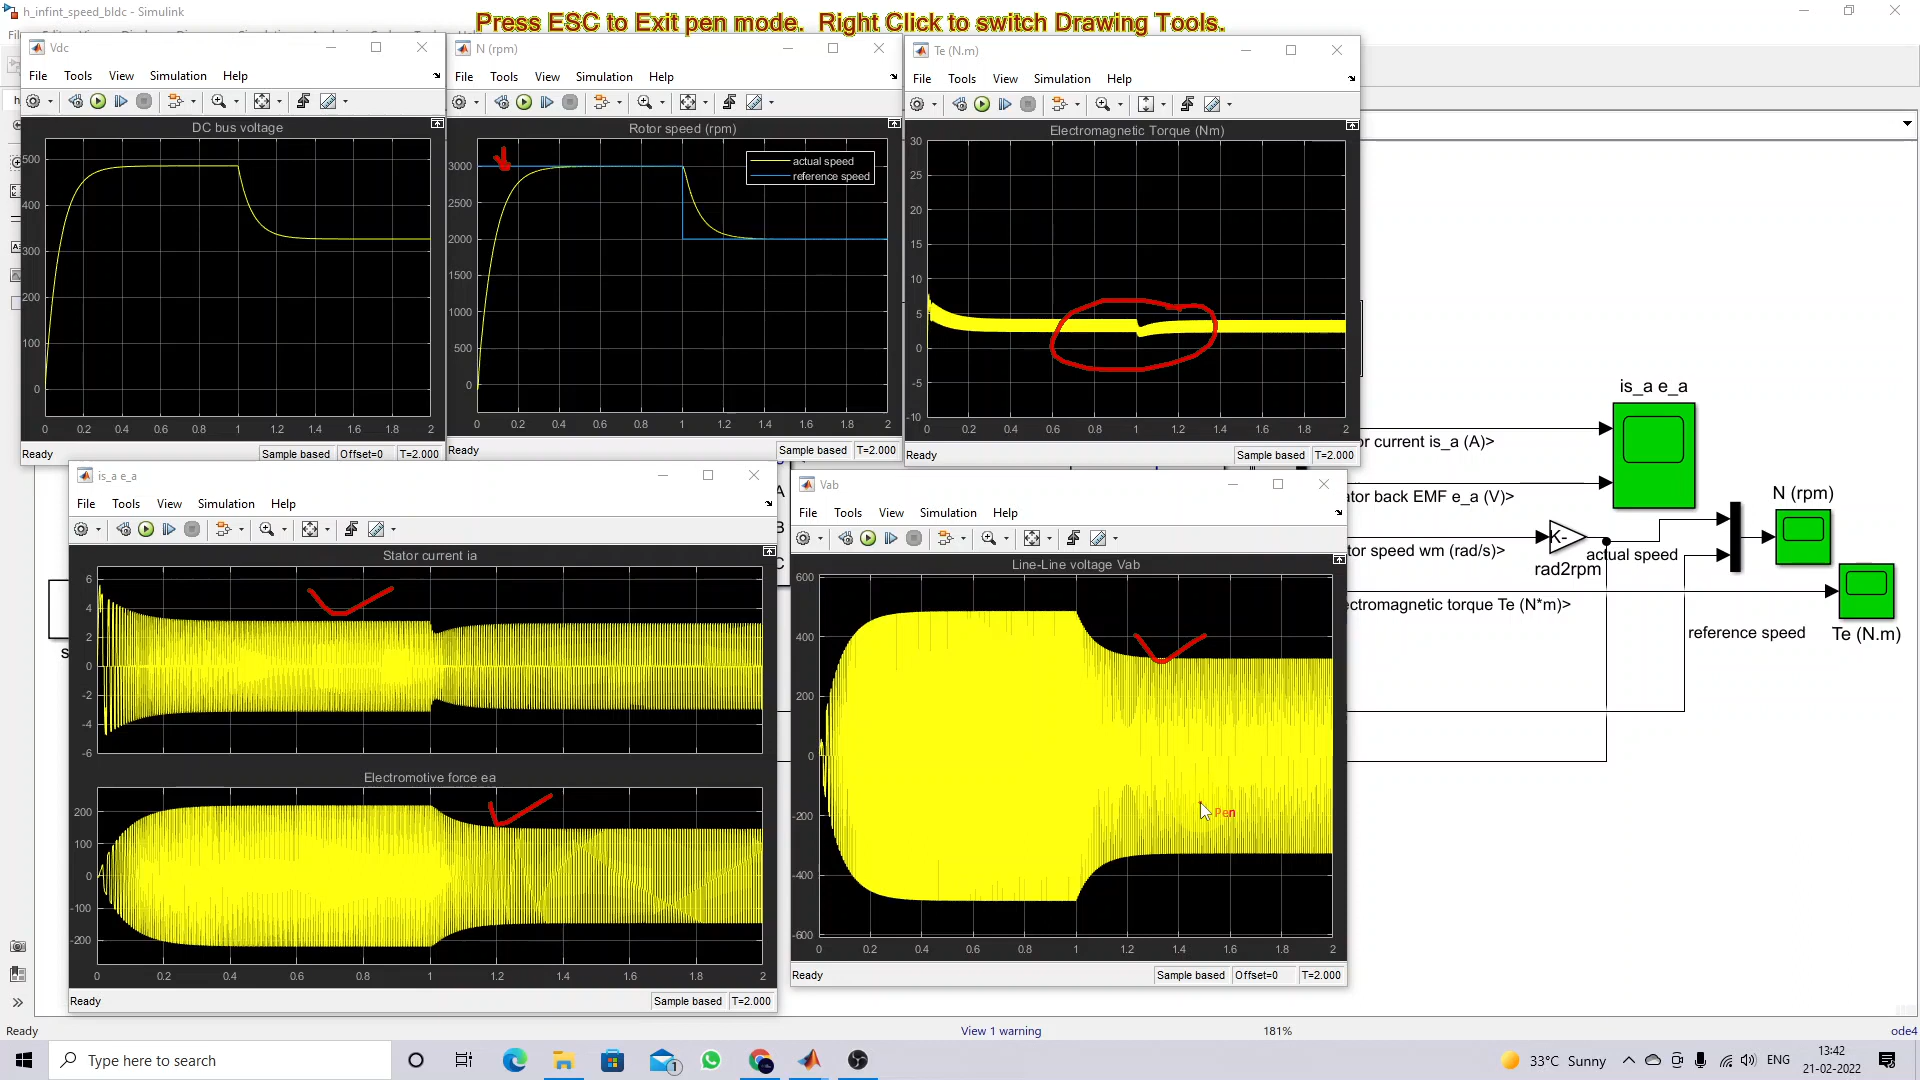 h_infint_speed_bldc - Simulink
Press ESC to Exit pen mode. Right Click to switch Drawing Tools.
Vdc
File Tools View Simulation Help
DC bus voltage
500
400
300
200
100
0
0 0.2 0.4 0.6 0.8 1 1.2 1.4 1.6 1.8 2
Ready Sample based Offset=0 T=2.000
N (rpm)
File Tools View Simulation Help
Rotor speed (rpm)
actual speed
reference speed
3000
2500
2000
1500
1000
500
0
0 0.2 0.4 0.6 0.8 1 1.2 1.4 1.6 1.8 2
Ready Sample based T=2.000
Te (N.m)
File Tools View Simulation Help
Electromagnetic Torque (Nm)
30
25
20
15
10
5
0
-5
-10
0 0.2 0.4 0.6 0.8 1 1.2 1.4 1.6 1.8 2
Ready Sample based T=2.000
is_a e_a
File Tools View Simulation Help
Stator current ia
6
4
2
0
-2
-4
-6
Electromotive force ea
200
100
0
-100
-200
0 0.2 0.4 0.6 0.8 1 1.2 1.4 1.6 1.8 2
Ready Sample based T=2.000
A
B
C
Vab
File Tools View Simulation Help
Line-Line voltage Vab
600
400
200
0
-200
-400
-600
Pen
0 0.2 0.4 0.6 0.8 1 1.2 1.4 1.6 1.8 2
Ready Sample based Offset=0 T=2.000
is_a e_a
or current is_a (A)>
ator back EMF e_a (V)>
N (rpm)
K-
tor speed wm (rad/s)>
actual speed
rad2rpm
ectromagnetic torque Te (N*m)>
reference speed
Te (N.m)
Ready View 1 warning 181% ode4
Type here to search
1
33°C Sunny
ENG
13:42
21-02-2022